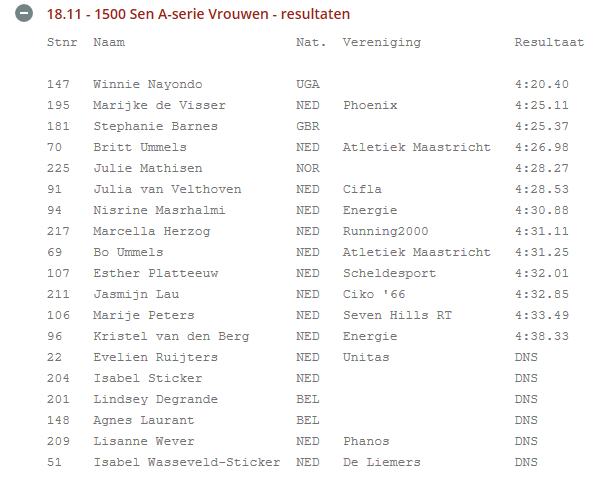 18.11 - 1500 Sen A-serie Vrouwen - resultaten
Stnr Naam Nat. Vereniging Resultaat
147 Winnie Nayondo UGA 4:20.40
195 Marijke de Visser NED Phoenix 4:25.11
181 Stephanie Barnes GBR 4:25.37
70 Britt Ummels NED Atletiek Maastricht 4:26.98
225 Julie Mathisen NOR 4:28.27
91 Julia van Velthoven NED Cifla 4:28.53
94 Nisrine Masrhalmi NED Energie 4:30.88
217 Marcella Herzog NED Running2000 4:31.11
69 Bo Ummels NED Atletiek Maastricht 4:31.25
107 Esther Platteeuw NED Scheldesport 4:32.01
211 Jasmijn Lau NED Ciko '66 4:32.85
106 Marije Peters NED Seven Hills RT 4:33.49
96 Kristel van den Berg NED Energie 4:38.33
22 Evelien Ruijters NED Unitas DNS
204 Isabel Sticker NED DNS
201 Lindsey Degrande BEL DNS
148 Agnes Laurant BEL DNS
209 Lisanne Wever NED Phanos DNS
51 Isabel Wasseveld-Sticker NED De Liemers DNS